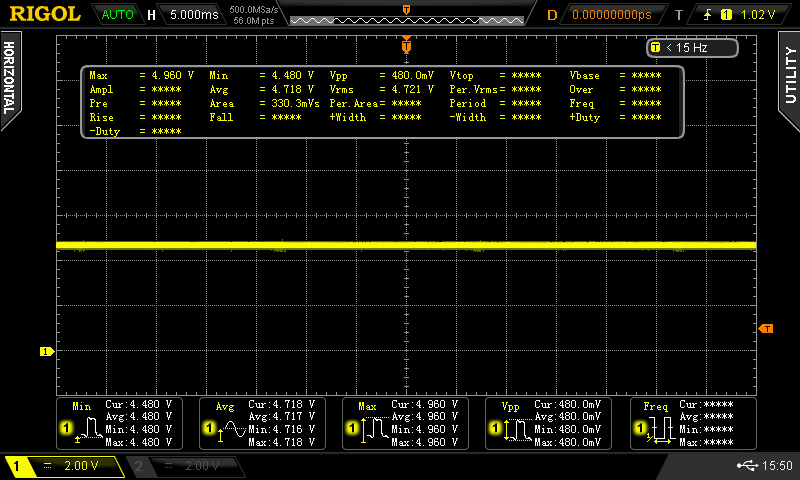 RIGOL AUTO H 5.000ms 500.0MSa/s 56.0M pts D 0.00000000ps T 1 1.02 V
HORIZONTAL
UTILITY
T
T < 15 Hz
Max = 4.960 V Min = 4.480 V Vpp = 480.0mV Vtop = ***** Vbase = *****
Ampl = ***** Avg = 4.718 V Vrms = 4.721 V Per.Vrms= ***** Over = *****
Pre = ***** Area = 330.3mVs Per.Area= ***** Period = ***** Freq = *****
Rise = ***** Fall = ***** +Width = ***** -Width = ***** +Duty = *****
-Duty = *****
T
1
Min Cur:4.480 V
Avg:4.480 V
1 Min:4.480 V
Max:4.480 V
Avg Cur:4.718 V
Avg:4.717 V
1 Min:4.716 V
Max:4.718 V
Max Cur:4.960 V
Avg:4.960 V
1 Min:4.960 V
Max:4.960 V
Vpp Cur:480.0mV
Avg:480.0mV
1 Min:480.0mV
Max:480.0mV
Freq Cur:*****
Avg:*****
1 Min:*****
Max:*****
1 2.00 V 2 2.00 V 15:50